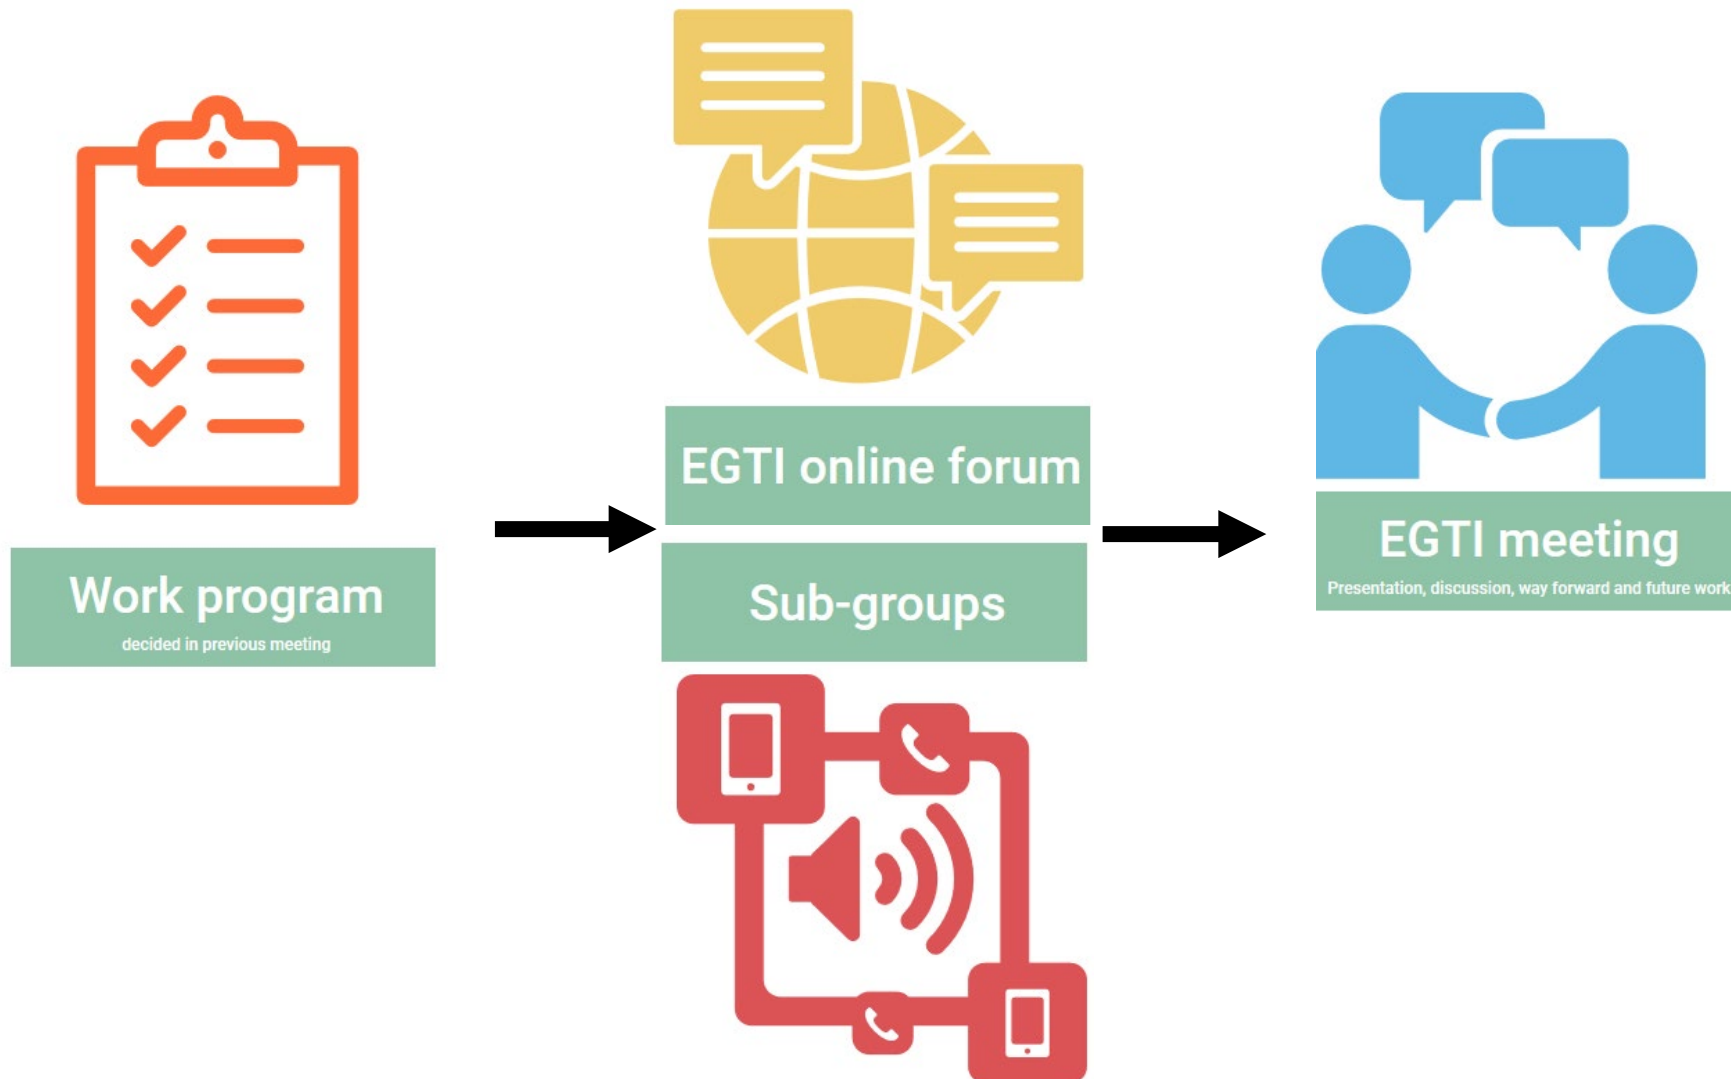 Work program
decided in previous meeting
EGTI online forum
Sub-groups
EGTI meeting
Presentation, discussion, way forward and future work